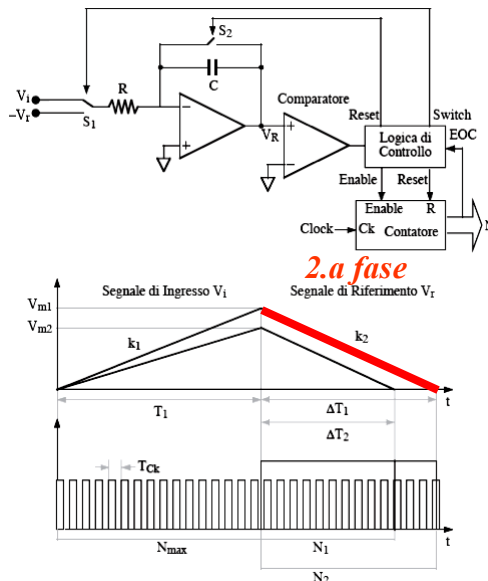 S2
Vi
R
C
–Vr
S1
Comparatore
Reset
Switch
VR
Logica di
Controllo
EOC
Enable
Reset
Enable
R
N
Clock
Ck
Contatore
2.a fase
Segnale di Ingresso Vi
Segnale di Riferimento Vr
Vm1
Vm2
k1
k2
t
T1
ΔT1
ΔT2
TCk
t
Nmax
N1
N2